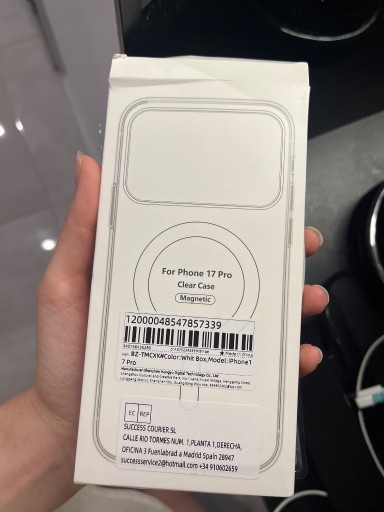 For Phone 17 Pro
Clear Case
Magnetic
12000048547857339
Made in China
BZ-TMCXK#Color:Whit Box,Model:iPhone1
7 Pro
EC REP
SUCCESS COURIER SL
CALLE RIO TORMES NUM. 1,PLANTA 1,DERECHA,
OFICINA 3 Fuenlabrad a Madrid Spain 28947
successservice2@hotmail.com +34 910602659